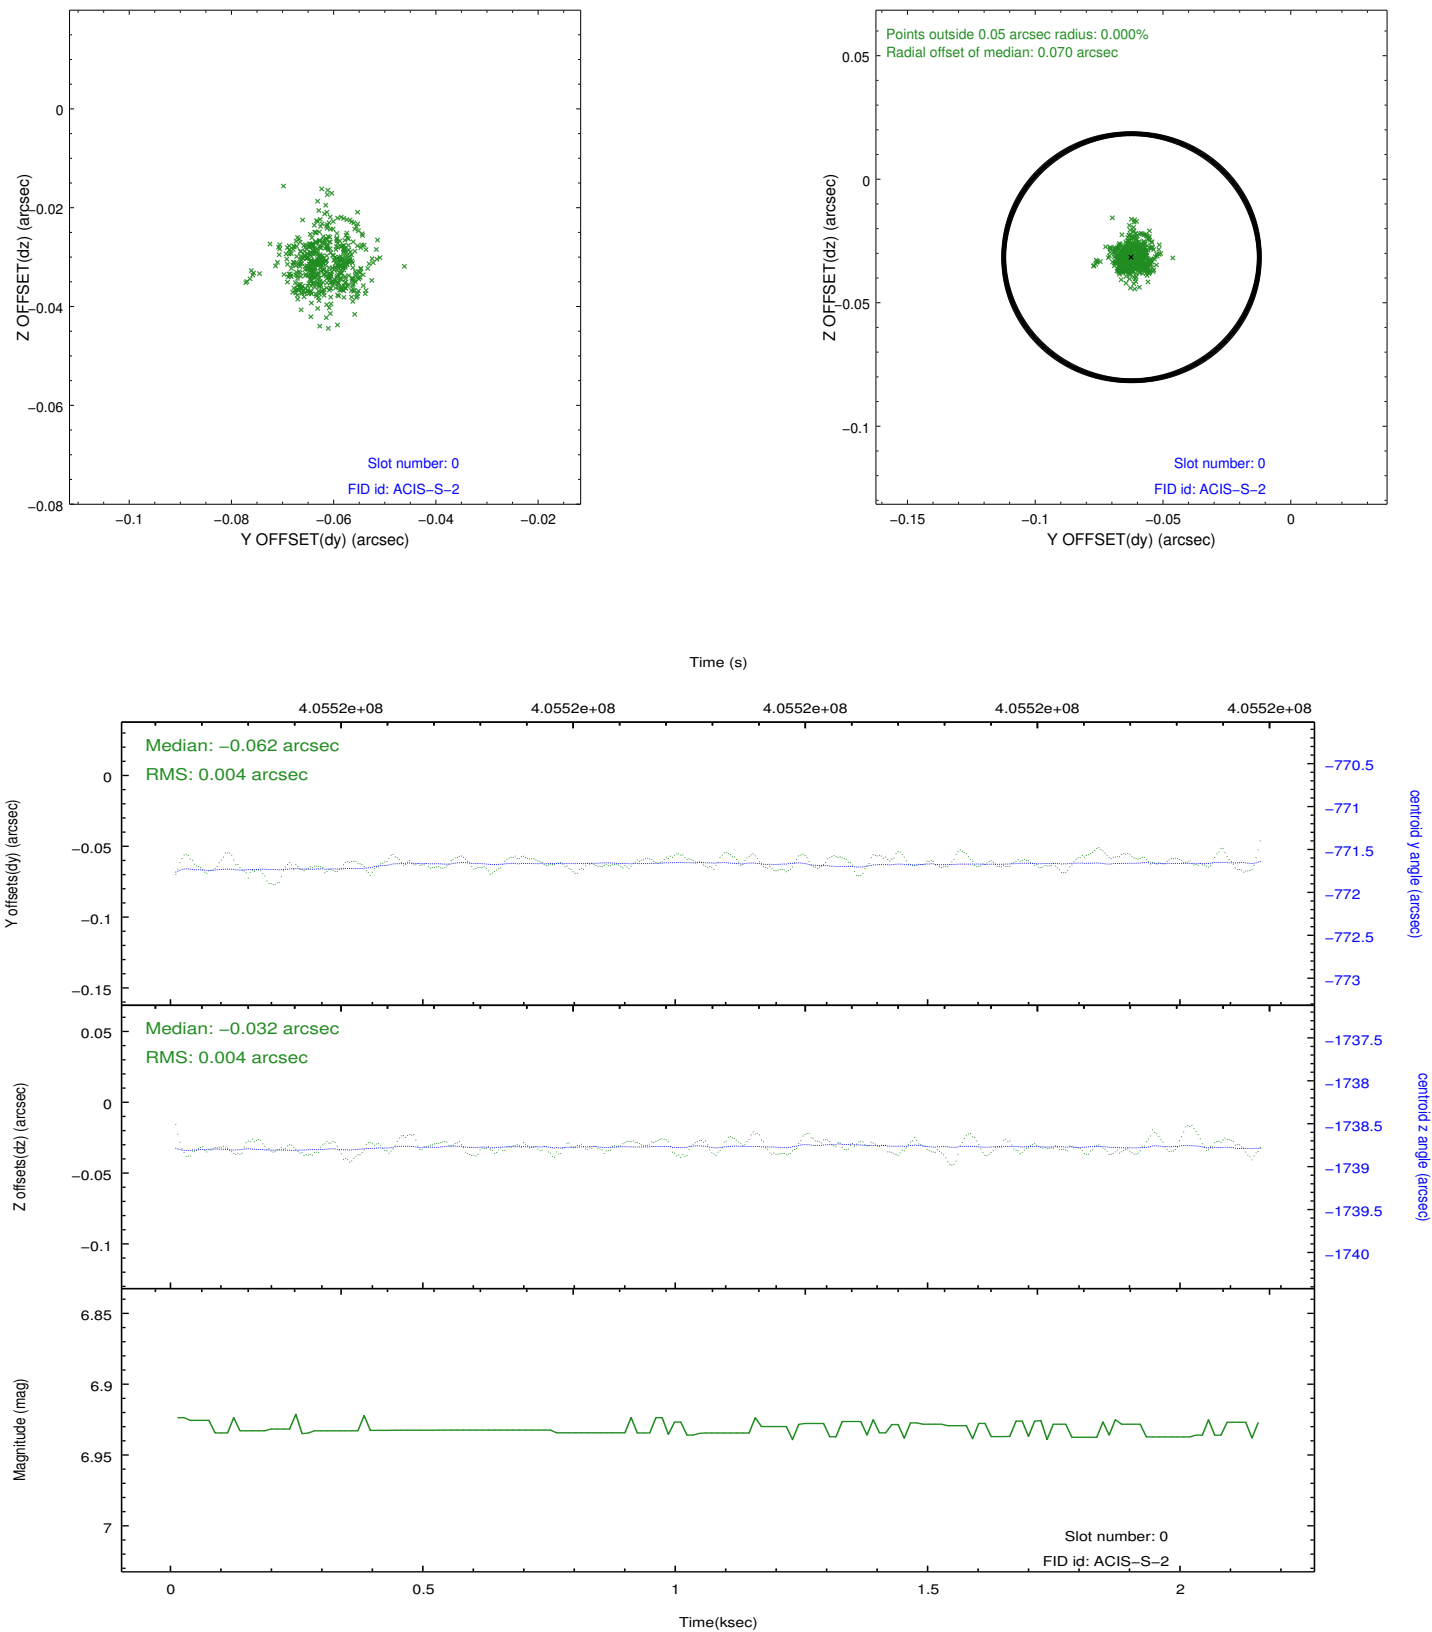 0
−0.02
−0.04
−0.06
−0.08
Z OFFSET(dz) (arcsec)
Slot number: 0
FID id: ACIS−S−2
−0.1
−0.08
−0.06
−0.04
−0.02
Y OFFSET(dy) (arcsec)
Points outside 0.05 arcsec radius: 0.000%
Radial offset of median: 0.070 arcsec
0.05
0
−0.05
−0.1
Z OFFSET(dz) (arcsec)
Slot number: 0
FID id: ACIS−S−2
−0.15
−0.1
−0.05
0
Y OFFSET(dy) (arcsec)
Time (s)
4.0552e+08
4.0552e+08
4.0552e+08
4.0552e+08
4.0552e+08
Median: −0.062 arcsec
RMS: 0.004 arcsec
0
−0.05
−0.1
−0.15
Y offsets(dy) (arcsec)
−770.5
−771
−771.5
−772
−772.5
−773
centroid y angle (arcsec)
Median: −0.032 arcsec
RMS: 0.004 arcsec
0.05
0
−0.05
−0.1
Z offsets(dz) (arcsec)
−1737.5
−1738
−1738.5
−1739
−1739.5
−1740
centroid z angle (arcsec)
6.85
6.9
6.95
7
Magnitude (mag)
Slot number: 0
FID id: ACIS−S−2
0
0.5
1
1.5
2
Time(ksec)